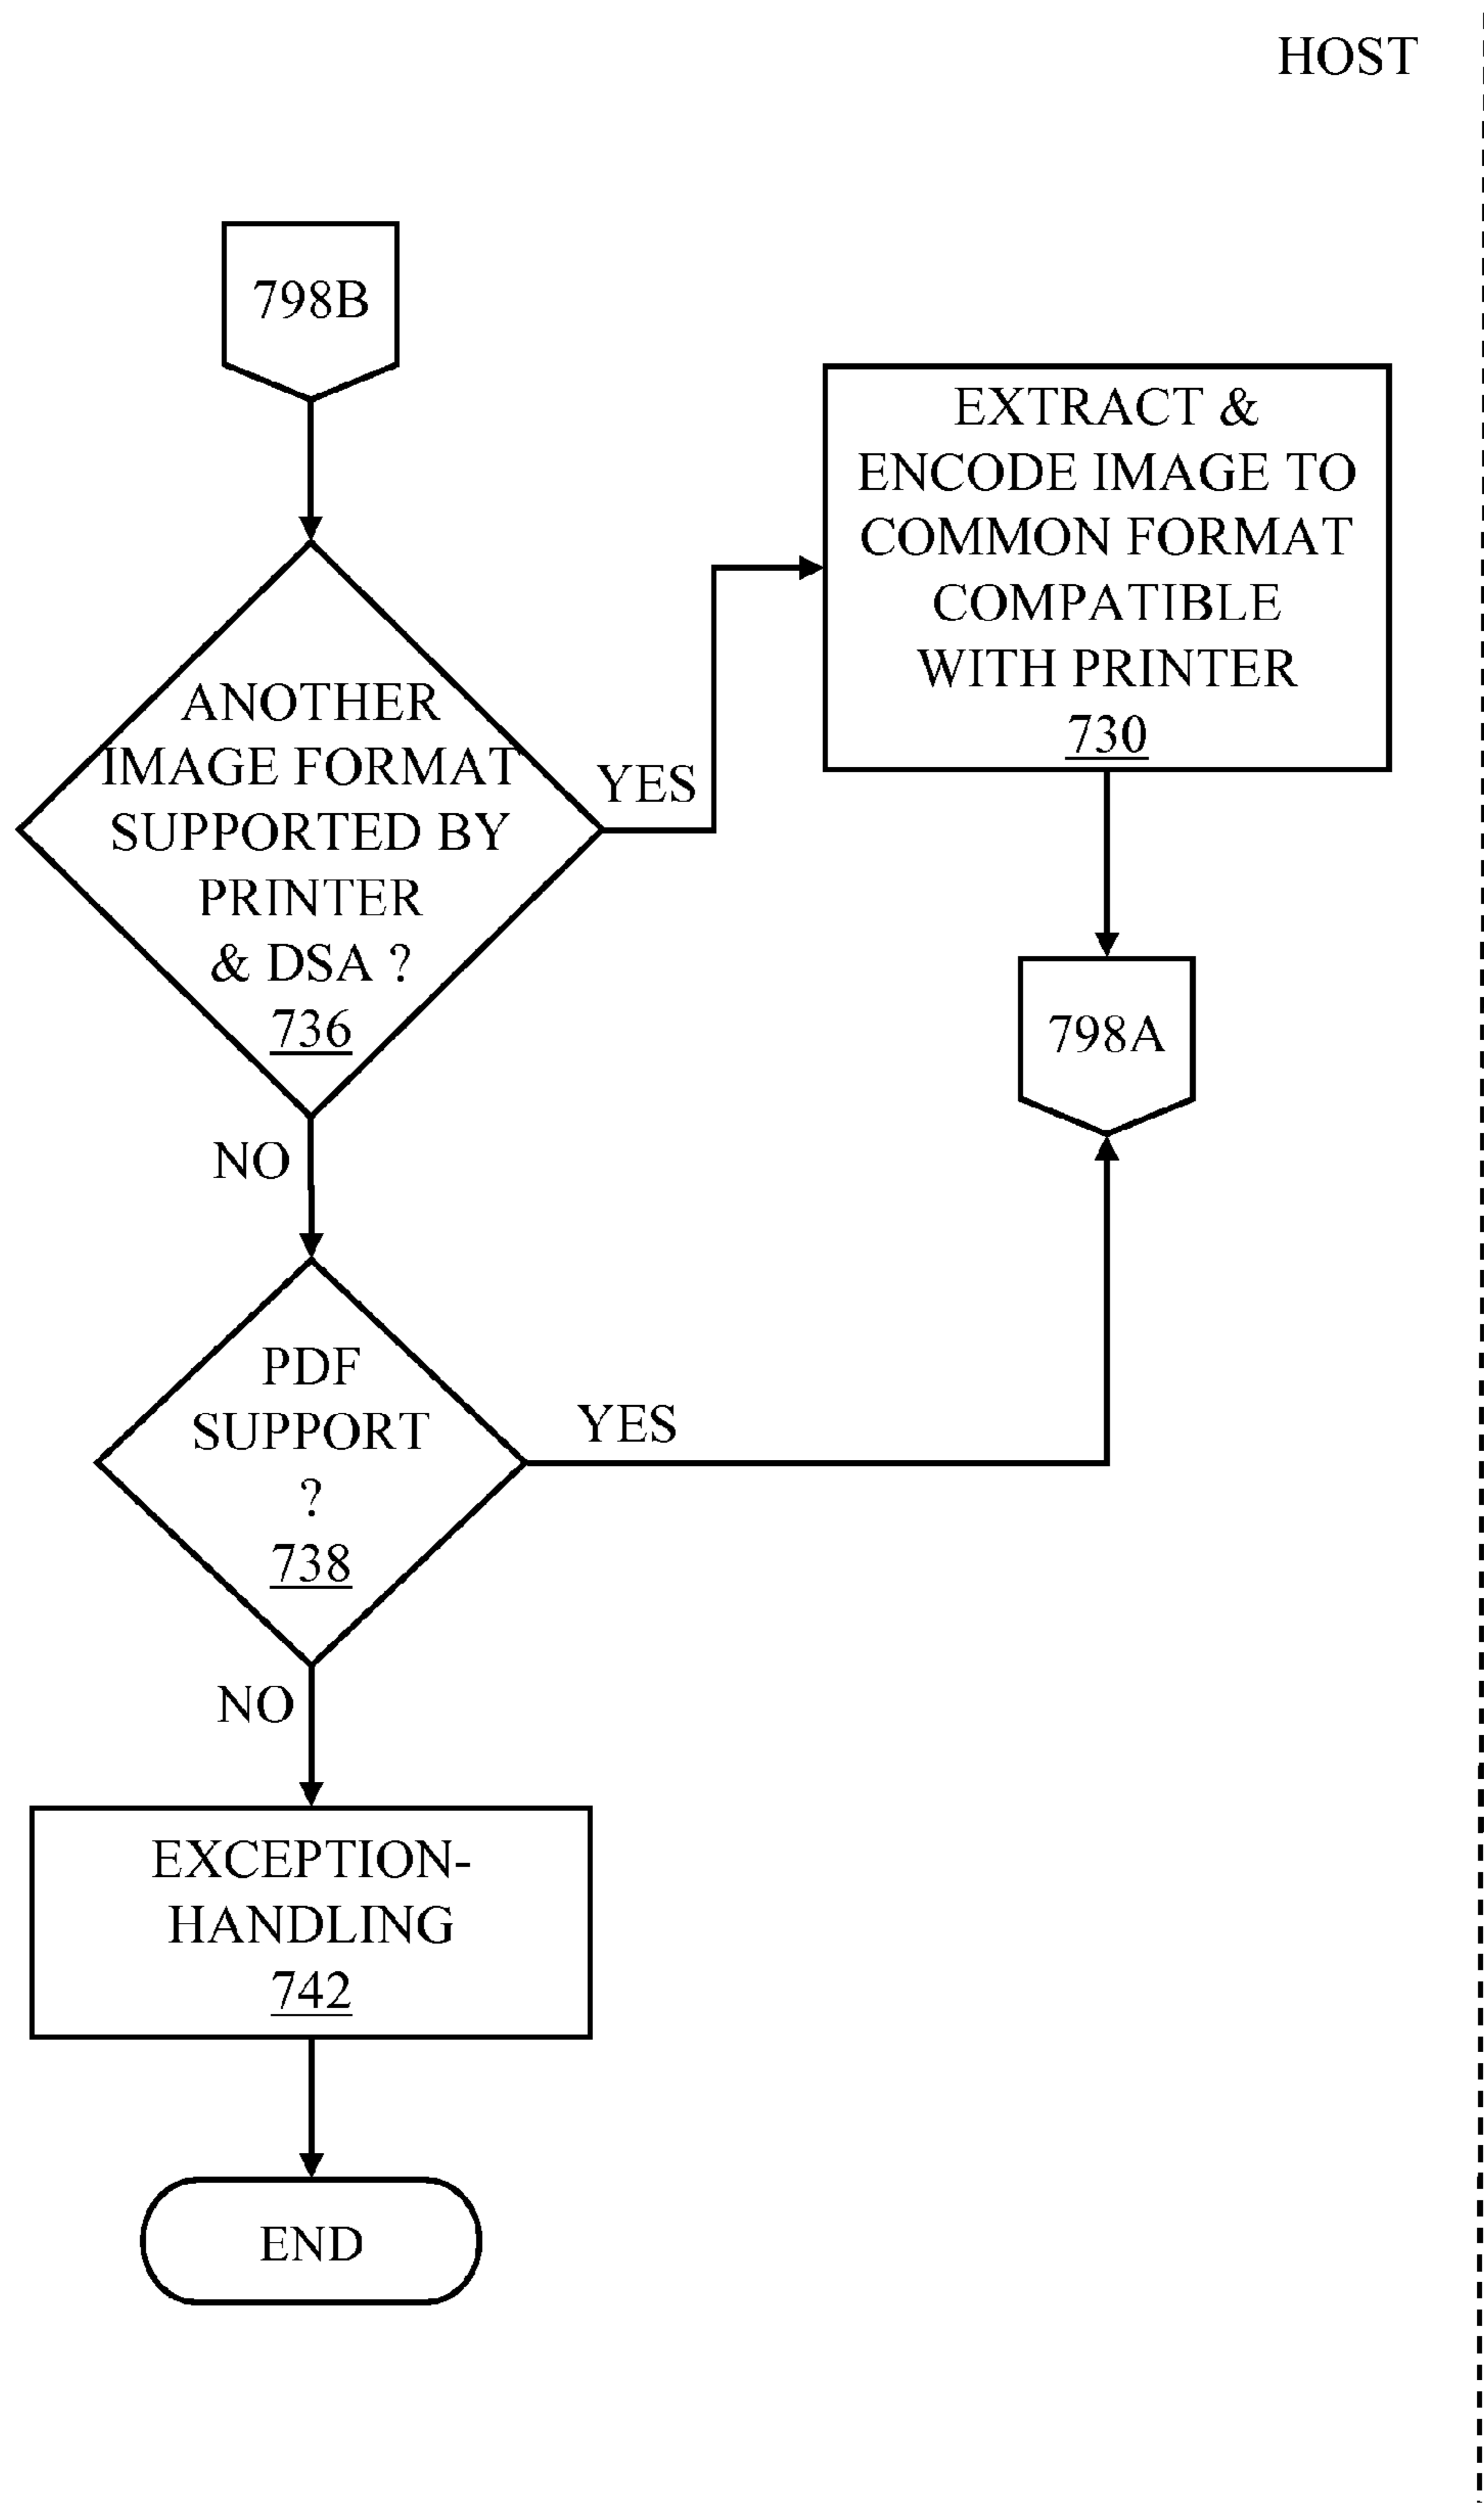 HOST
798B
ANOTHER
IMAGE FORMAT
SUPPORTED BY
PRINTER
& DSA ?
736
YES
EXTRACT &
ENCODE IMAGE TO
COMMON FORMAT
COMPATIBLE
WITH PRINTER
730
798A
NO
PDF
SUPPORT
?
738
YES
NO
EXCEPTION-
HANDLING
742
END